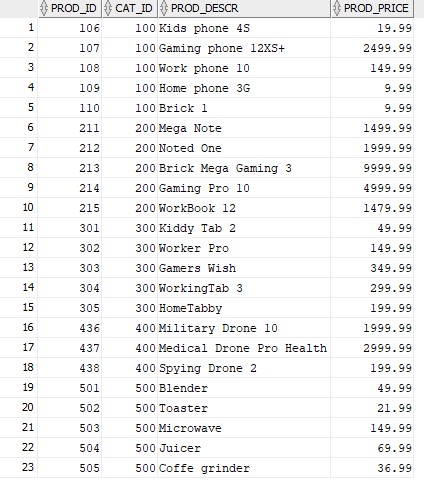 PROD_ID CAT_ID PROD_DESCR PROD_PRICE
1 106 100 Kids phone 4S 19.99
2 107 100 Gaming phone 12XS+ 2499.99
3 108 100 Work phone 10 149.99
4 109 100 Home phone 3G 9.99
5 110 100 Brick 1 9.99
6 211 200 Mega Note 1499.99
7 212 200 Noted One 1999.99
8 213 200 Brick Mega Gaming 3 9999.99
9 214 200 Gaming Pro 10 4999.99
10 215 200 WorkBook 12 1479.99
11 301 300 Kiddy Tab 2 49.99
12 302 300 Worker Pro 149.99
13 303 300 Gamers Wish 349.99
14 304 300 WorkingTab 3 299.99
15 305 300 HomeTabby 199.99
16 436 400 Military Drone 10 1999.99
17 437 400 Medical Drone Pro Health 2999.99
18 438 400 Spying Drone 2 199.99
19 501 500 Blender 49.99
20 502 500 Toaster 21.99
21 503 500 Microwave 149.99
22 504 500 Juicer 69.99
23 505 500 Coffe grinder 36.99